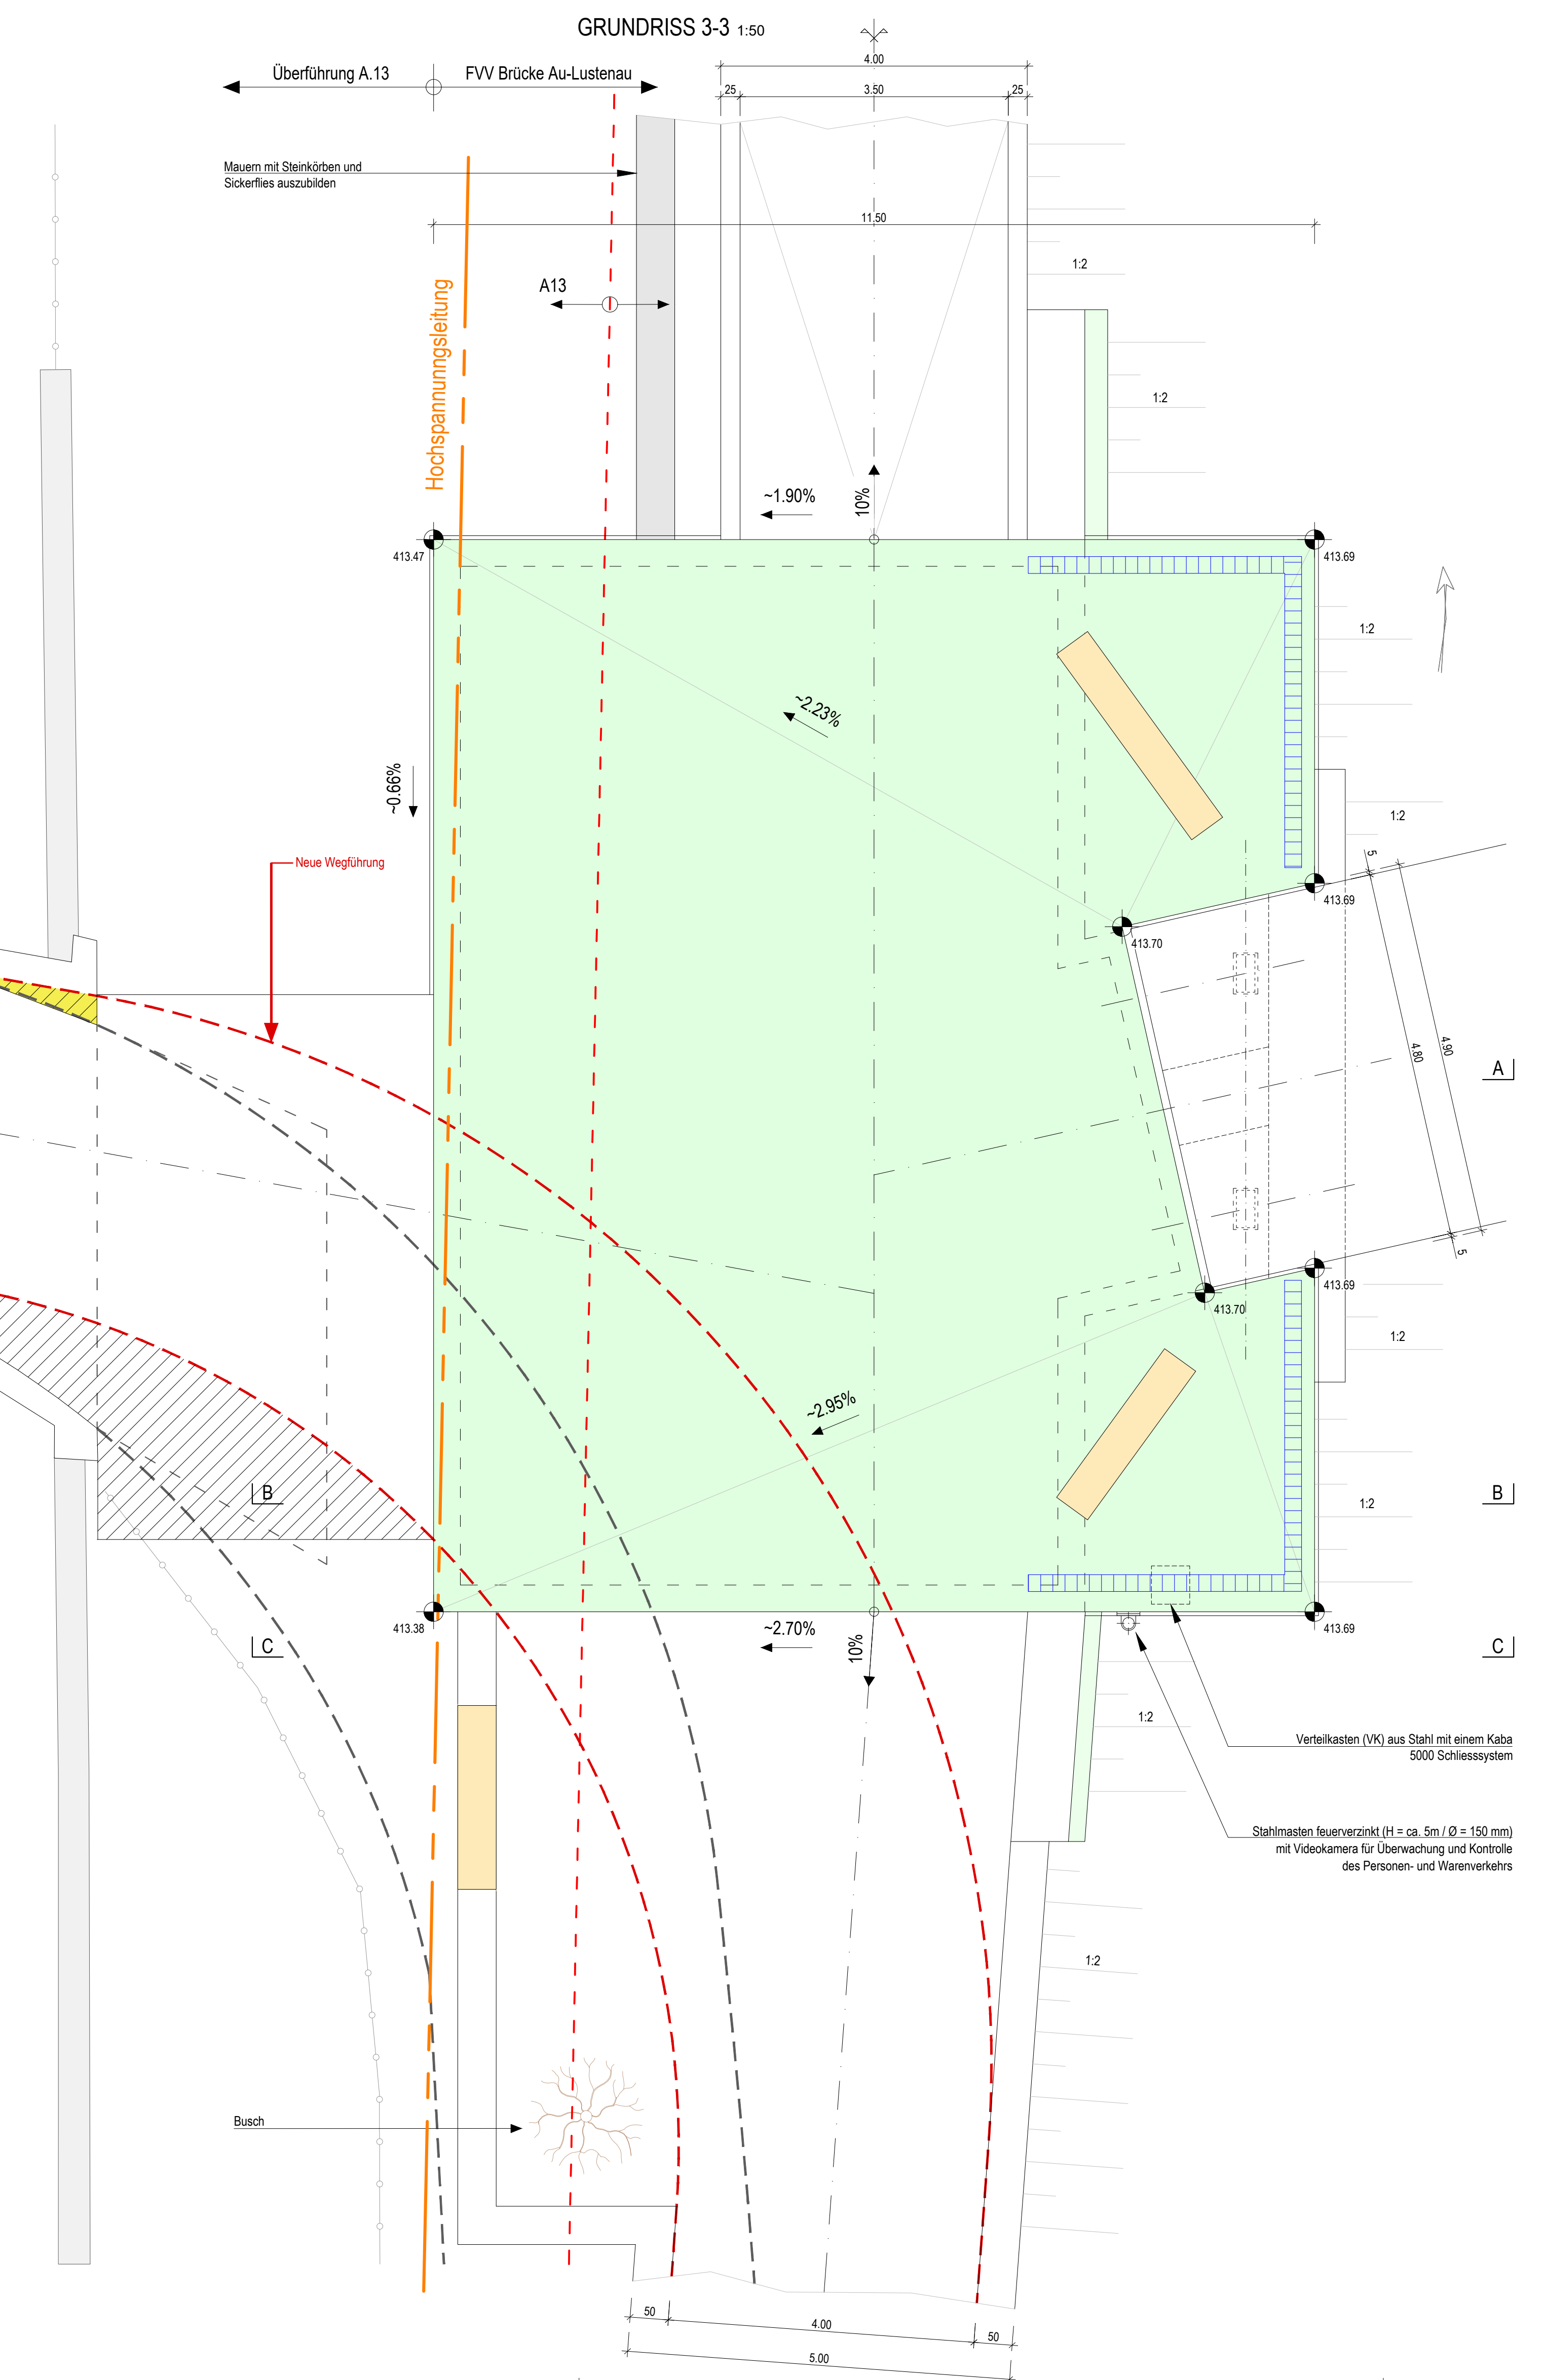 GRUNDRISS 3-3 1:50
Überführung A.13
FVV Brücke Au-Lustenau
4.00
25
3.50
25
Mauern mit Steinkörben und
Sickerflies auszubilden
11.50
1:2
A13
Hochspannunngsleitung
1:2
~1.90%
10%
413.47
413.69
1:2
~2.23%
~0.66%
1:2
Neue Wegführung
5
413.69
413.70
4.80
4.90
A
5
413.69
413.70
1:2
~2.95%
B
B
1:2
413.38
~2.70%
10%
413.69
C
C
1:2
Verteilkasten (VK) aus Stahl mit einem Kaba
5000 Schliesssystem
Stahlmasten feuerverzinkt (H = ca. 5m / Ø = 150 mm)
mit Videokamera für Überwachung und Kontrolle
des Personen- und Warenverkehrs
1:2
Busch
50
4.00
50
5.00